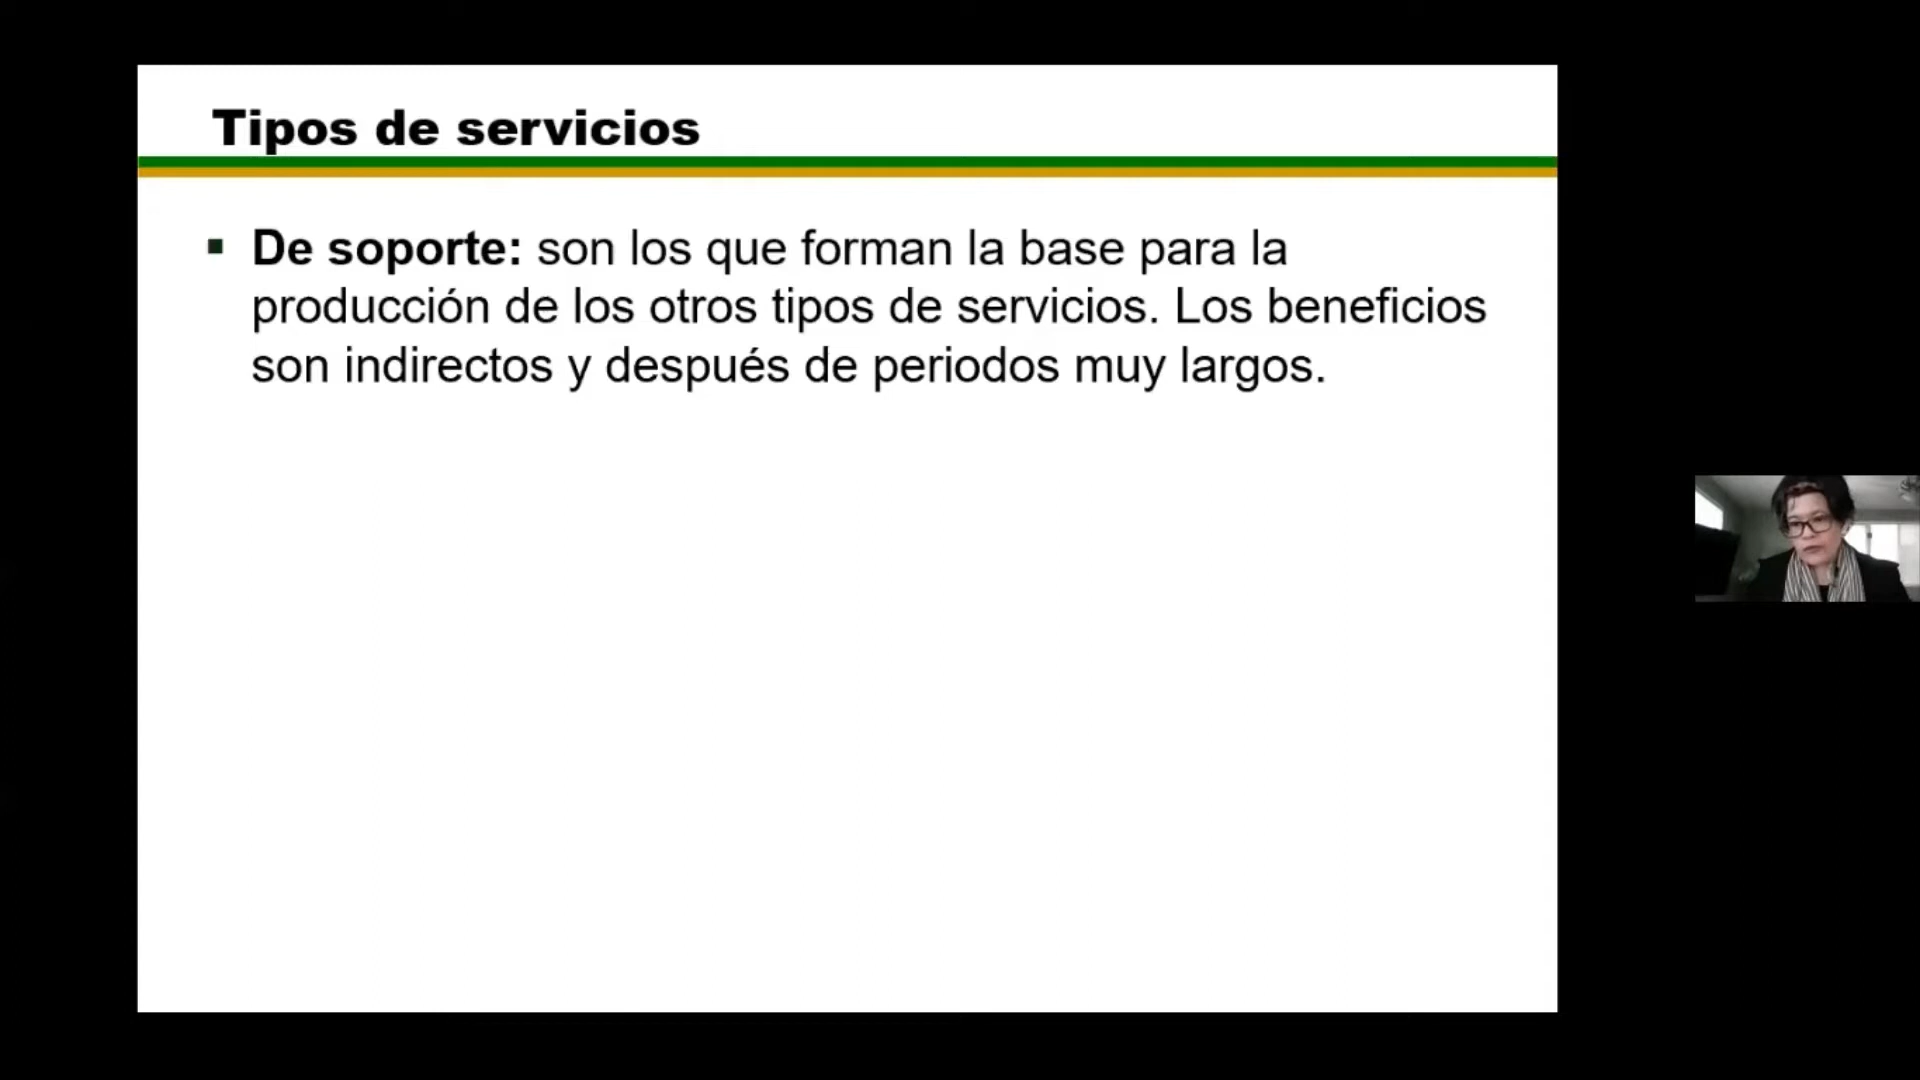 Tipos de servicios
▪ De soporte: son los que forman la base para la
producción de los otros tipos de servicios. Los beneficios
son indirectos y después de periodos muy largos.